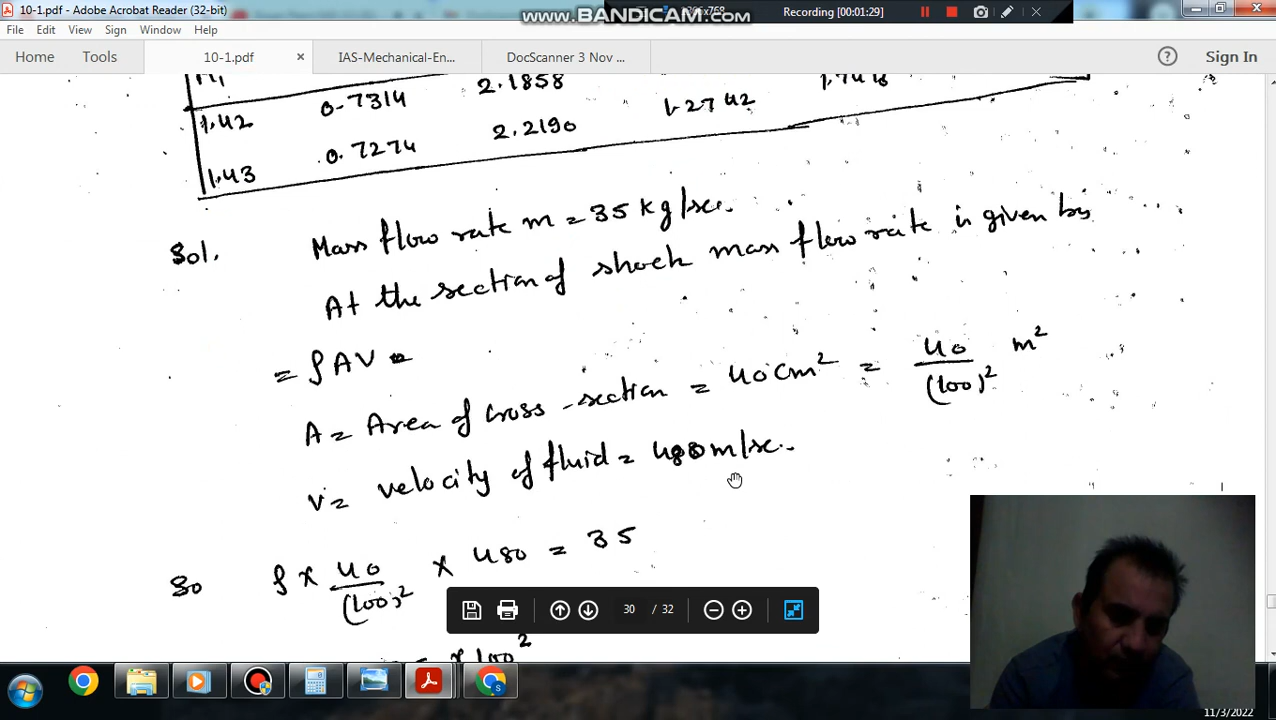 10-1.pdf - Adobe Acrobat Reader (32-bit)
www.BANDICAM.com
Recording [00:01:29]
File Edit View Sign Window Help
Home Tools 10-1.pdf × IAS-Mechanical-En... DocScanner 3 Nov ... ? Sign In
1.42 0.7314 2.1858 1.2742
1.43 0.7274 2.2190
Sol. Mass flow rate m = 35 kg/sec.
At the section of shock mass flow rate is given by
= ρAV =
A = Area of cross-section = 40 cm² = 40/(100)² m²
V = velocity of fluid = 480 m/sec.
So ρ × 40/(100)² × 480 = 35
30 / 32
× 100²
11/3/2022